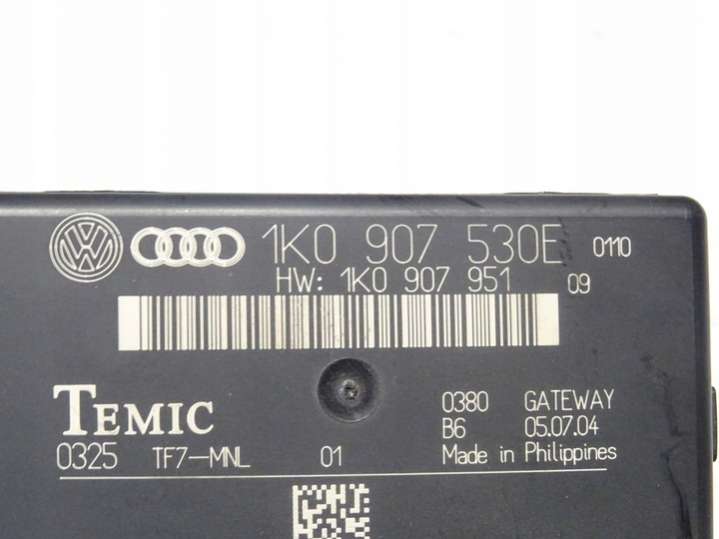 1K0 907 530E 0110
HW: 1K0 907 951 09
TEMIC 0380 GATEWAY
B6 05.07.04
0325 TF7-MNL 01 Made in Philippines